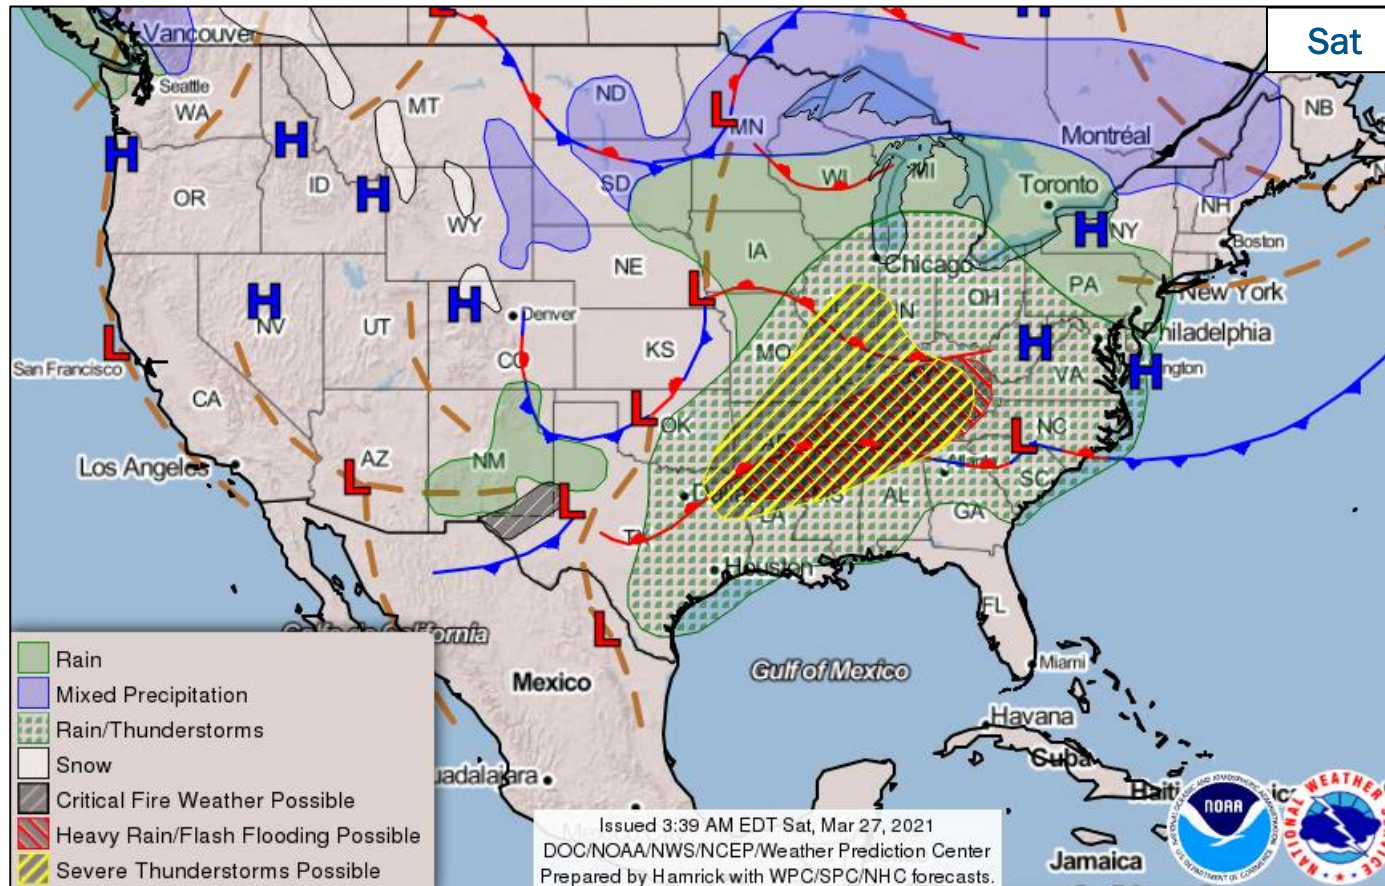 Sat
Vancouver
Seattle
WA
MT
ND
MN
Montréal
NB
OR
ID
WY
SD
WI
MI
Toronto
NH
NY
Boston
NE
IA
Chicago
PA
New York
NV
UT
Denver
CO
KS
MO
IN
OH
VA
San Francisco
CA
Los Angeles
AZ
NM
OK
NC
SC
AL
GA
TX
LA
Houston
FL
Miami
Gulf of Mexico
Mexico
Havana
Cuba
Jamaica
H
H
H
H
H
H
H
H
L
L
L
L
L
L
L
L
L
Rain
Mixed Precipitation
Rain/Thunderstorms
Snow
Critical Fire Weather Possible
Heavy Rain/Flash Flooding Possible
Severe Thunderstorms Possible
Issued 3:39 AM EDT Sat, Mar 27, 2021
DOC/NOAA/NWS/NCEP/Weather Prediction Center
Prepared by Hamrick with WPC/SPC/NHC forecasts.
NOAA
NATIONAL WEATHER SERVICE